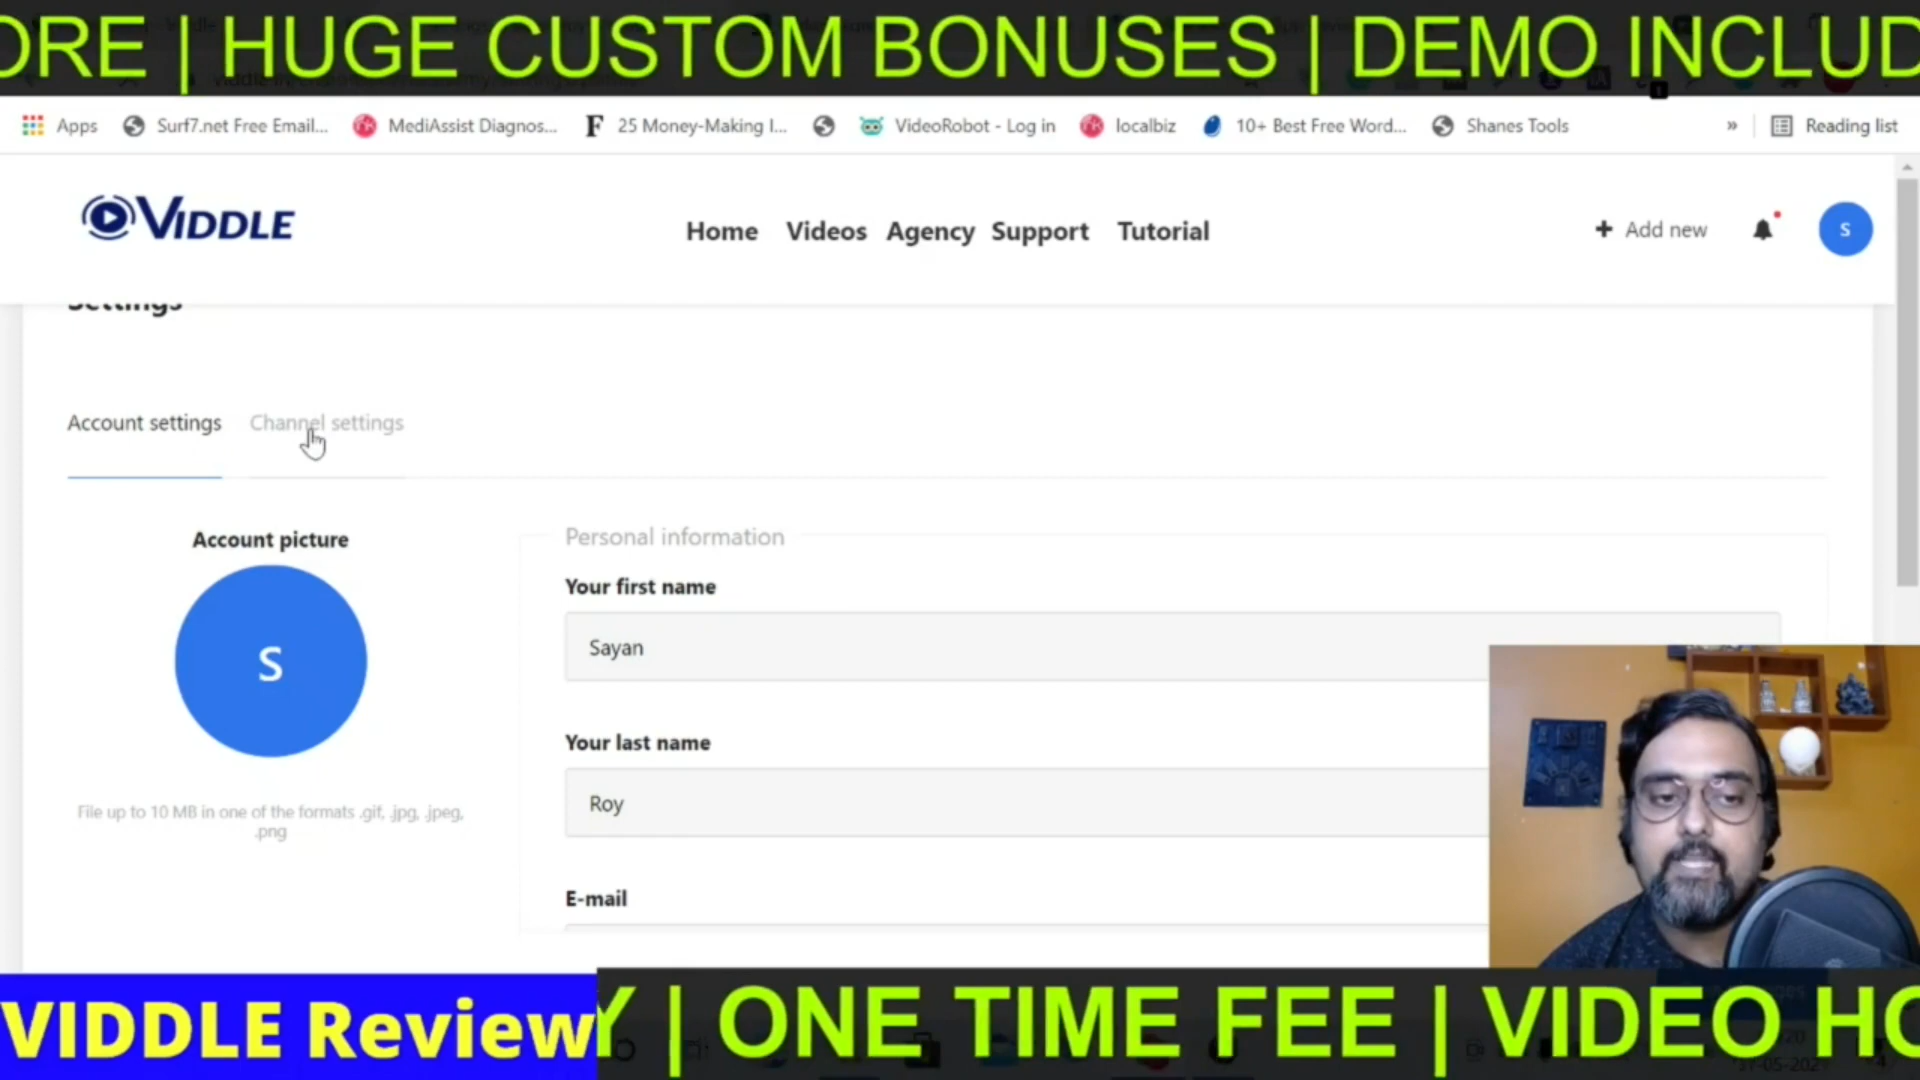 ORE | HUGE CUSTOM BONUSES | DEMO INCLUD
Apps Surf7.net Free Email... MediAssist Diagnos... 25 Money-Making I... VideoRobot - Log in localbiz 10+ Best Free Word... Shanes Tools » Reading list
VIDDLE
Home Videos Agency Support Tutorial
+ Add new
S
Settings
Account settings Channel settings
Account picture
S
File up to 10 MB in one of the formats .gif, .jpg, .jpeg,
.png
Personal information
Your first name
Sayan
Your last name
Roy
E-mail
VIDDLE Review
Y | ONE TIME FEE | VIDEO HO